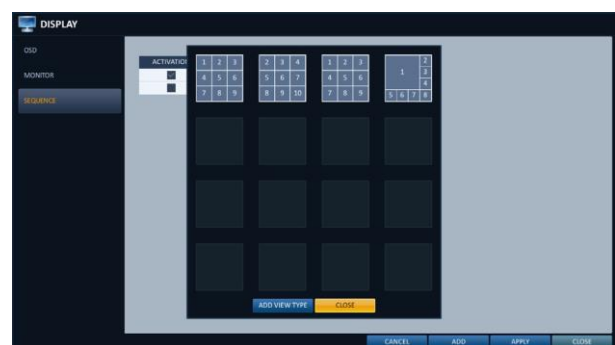 DISPLAY
OSD
MONITOR
SEQUENCE
ACTIVATION
1 2 3 2 3 4 1 2 3 1 2
4 5 6 5 6 7 4 5 6 3
7 8 9 8 9 10 7 8 9 4
5 6 7 8
ADD VIEW TYPE CLOSE
CANCEL ADD APPLY CLOSE